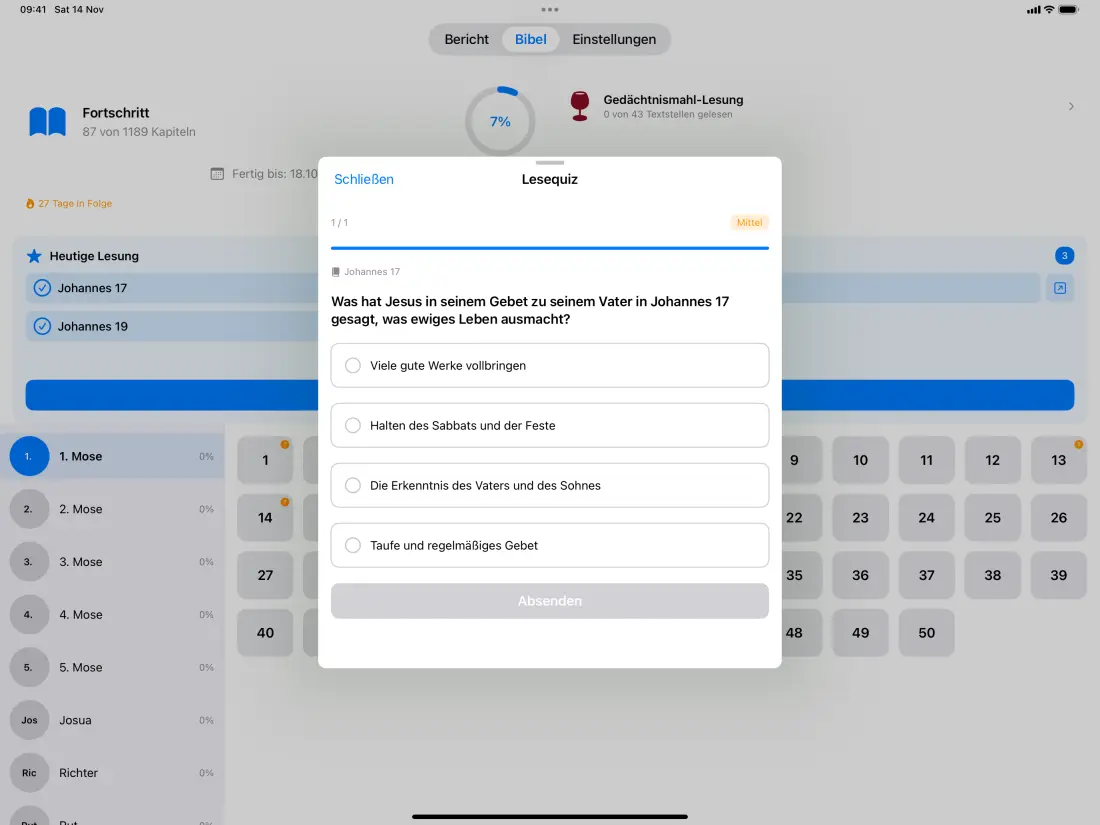 09:41 Sat 14 Nov
Bericht Bibel Einstellungen
Fortschritt
87 von 1189 Kapiteln
7%
Gedächtnismahl-Lesung
0 von 43 Textstellen gelesen
Fertig bis: 18.10
27 Tage in Folge
Heutige Lesung
3
Johannes 17
Johannes 19
Schließen
Lesequiz
1 / 1
Mittel
Johannes 17
Was hat Jesus in seinem Gebet zu seinem Vater in Johannes 17
gesagt, was ewiges Leben ausmacht?
Viele gute Werke vollbringen
Halten des Sabbats und der Feste
Die Erkenntnis des Vaters und des Sohnes
Taufe und regelmäßiges Gebet
Absenden
1. 1. Mose 0%
2. 2. Mose 0%
3. 3. Mose 0%
4. 4. Mose 0%
5. 5. Mose 0%
Jos Josua 0%
Ric Richter 0%
1 9 10 11 12 13
14 22 23 24 25 26
27 35 36 37 38 39
40 48 49 50